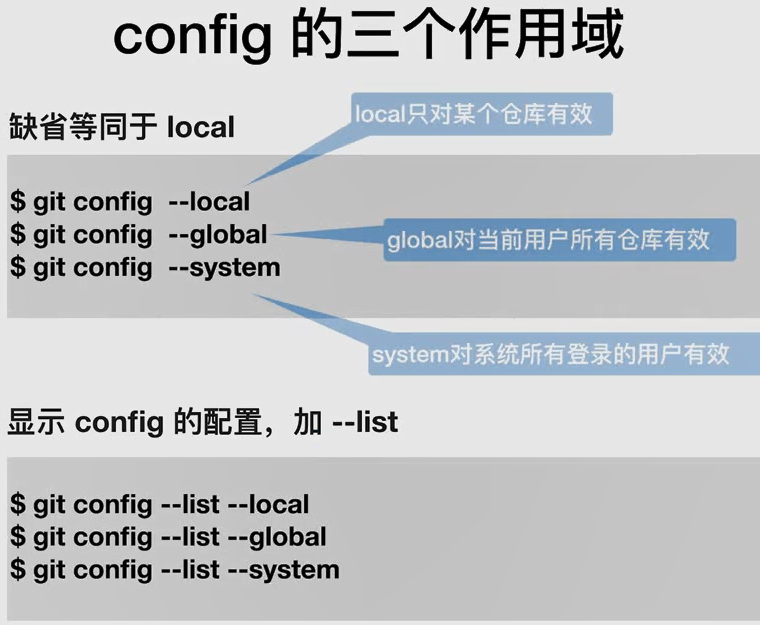 config 的三个作用域
缺省等同于 local
local只对某个仓库有效
$ git config --local
$ git config --global
global对当前用户所有仓库有效
$ git config --system
system对系统所有登录的用户有效
显示 config 的配置，加 --list
$ git config --list --local
$ git config --list --global
$ git config --list --system